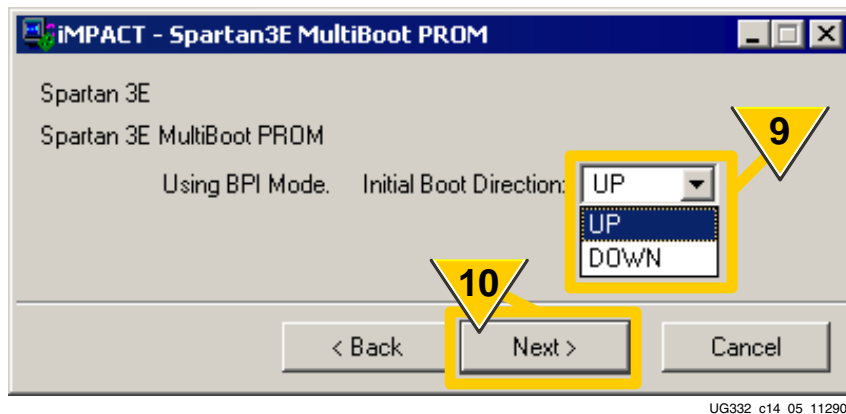 iMPACT - Spartan3E MultiBoot PROM
Spartan 3E
Spartan 3E MultiBoot PROM
9
Using BPI Mode. Initial Boot Direction: UP
UP
DOWN
10
< Back Next > Cancel
UG332_c14_05_11290